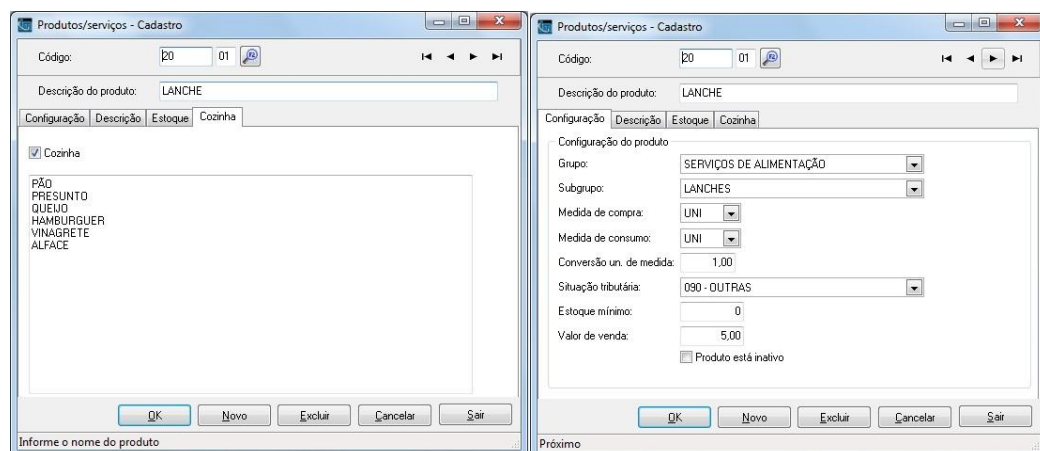 Produtos/serviços - Cadastro
Código: 20 01
Descrição do produto: LANCHE
Configuração Descrição Estoque Cozinha
Cozinha
PÃO
PRESUNTO
QUEIJO
HAMBURGUER
VINAGRETE
ALFACE
OK Novo Excluir Cancelar Sair
Informe o nome do produto
Produtos/serviços - Cadastro
Código: 20 01
Descrição do produto: LANCHE
Configuração Descrição Estoque Cozinha
Configuração do produto
Grupo: SERVIÇOS DE ALIMENTAÇÃO
Subgrupo: LANCHES
Medida de compra: UNI
Medida de consumo: UNI
Conversão un. de medida: 1,00
Situação tributária: 090 - OUTRAS
Estoque mínimo: 0
Valor de venda: 5,00
Produto está inativo
OK Novo Excluir Cancelar Sair
Próximo